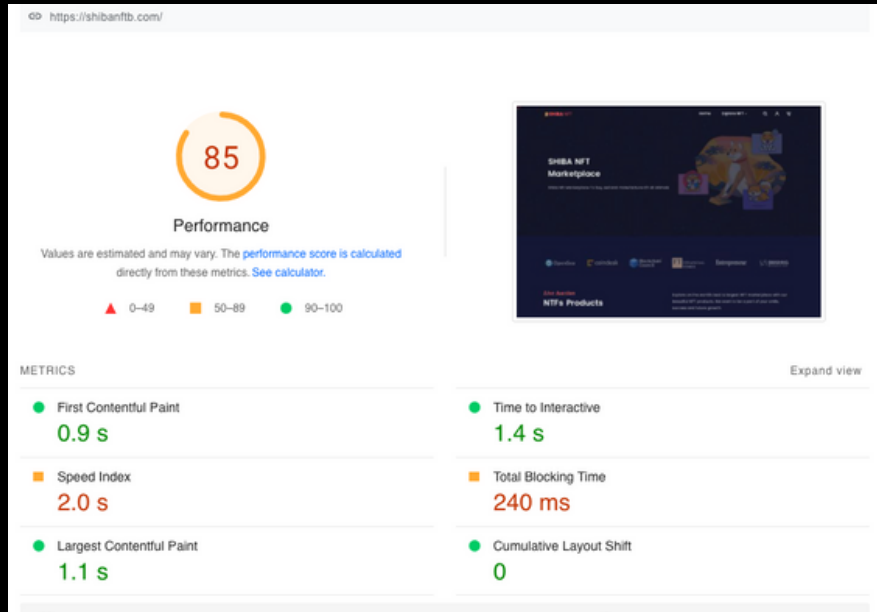 https://shibanftb.com/
85
Performance
Values are estimated and may vary. The performance score is calculated
directly from these metrics. See calculator.
0–49 50–89 90–100
SHIBA NFT
Marketplace
NTFs Products
METRICS
Expand view
First Contentful Paint
0.9 s
Time to Interactive
1.4 s
Speed Index
2.0 s
Total Blocking Time
240 ms
Largest Contentful Paint
1.1 s
Cumulative Layout Shift
0